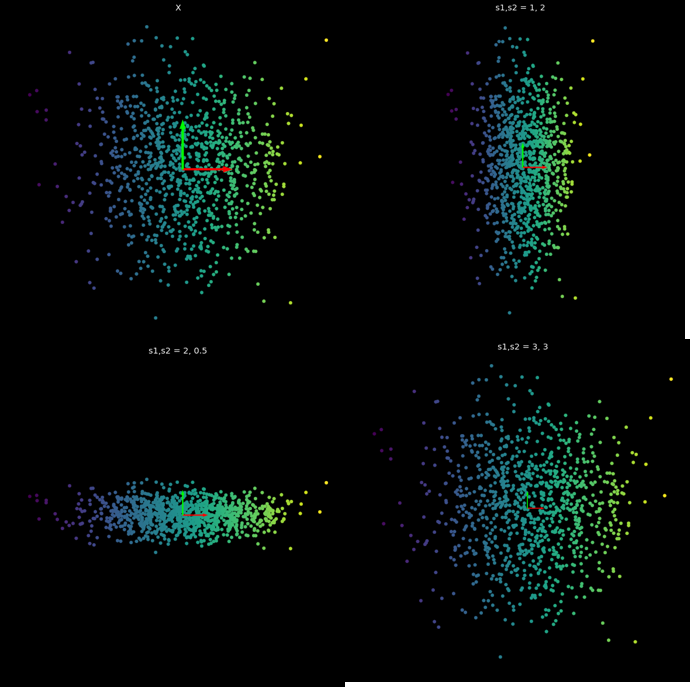 X
s1,s2 = 1, 2
s1,s2 = 2, 0.5
s1,s2 = 3, 3